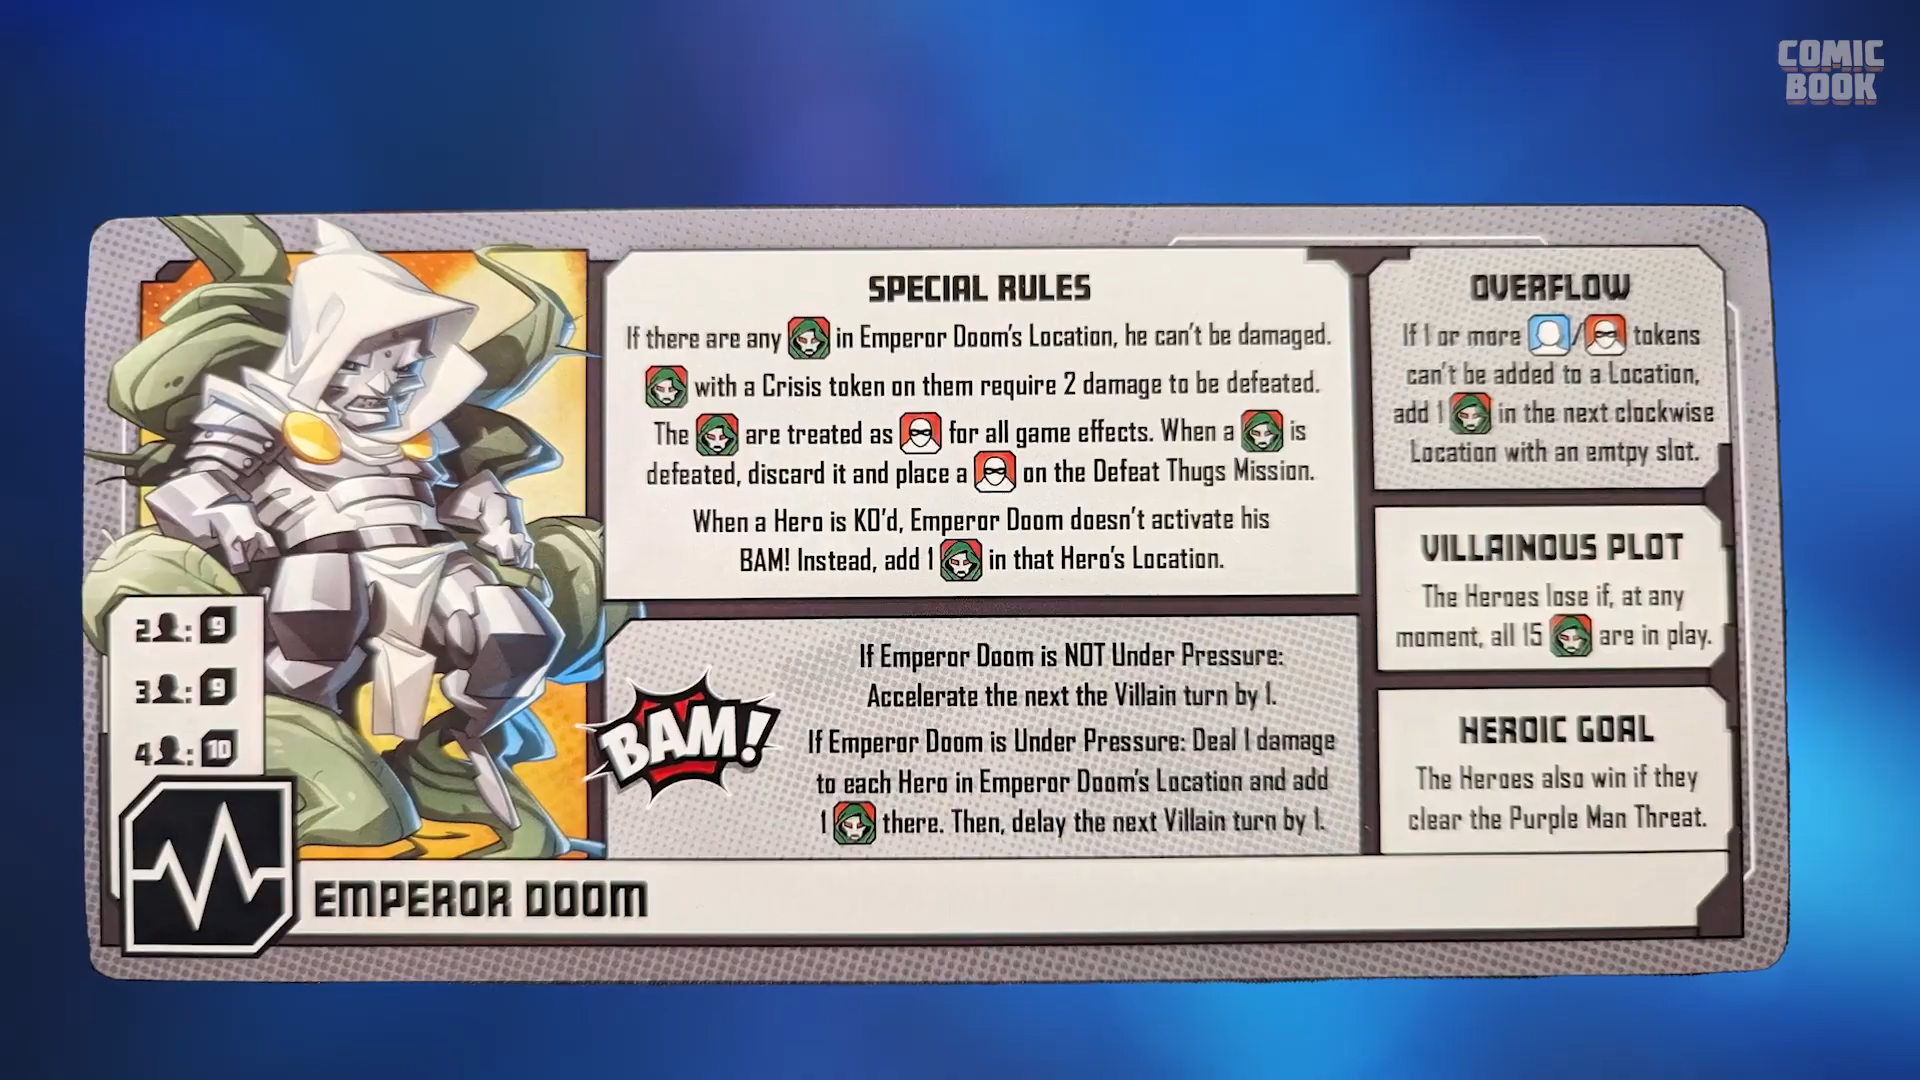 COMIC
BOOK
SPECIAL RULES
If there are any in Emperor Doom's Location, he can't be damaged.
with a Crisis token on them require 2 damage to be defeated.
The are treated as for all game effects. When a is
defeated, discard it and place a on the Defeat Thugs Mission.
When a Hero is KO'd, Emperor Doom doesn't activate his
BAM! Instead, add 1 in that Hero's Location.
BAM!
If Emperor Doom is NOT Under Pressure:
Accelerate the next the Villain turn by 1.
If Emperor Doom is Under Pressure: Deal 1 damage
to each Hero in Emperor Doom's Location and add
1 there. Then, delay the next Villain turn by 1.
OVERFLOW
If 1 or more / tokens
can't be added to a Location,
add 1 in the next clockwise
Location with an emtpy slot.
VILLAINOUS PLOT
The Heroes lose if, at any
moment, all 15 are in play.
HEROIC GOAL
The Heroes also win if they
clear the Purple Man Threat.
2 : 9
3 : 9
4 : 10
EMPEROR DOOM